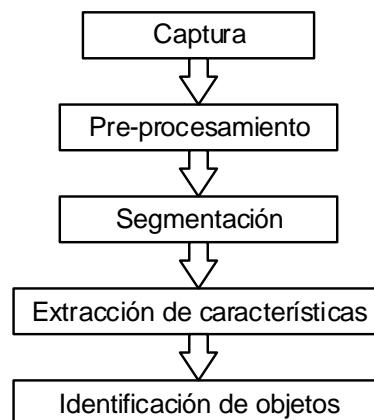 Captura
Pre-procesamiento
Segmentación
Extracción de características
Identificación de objetos